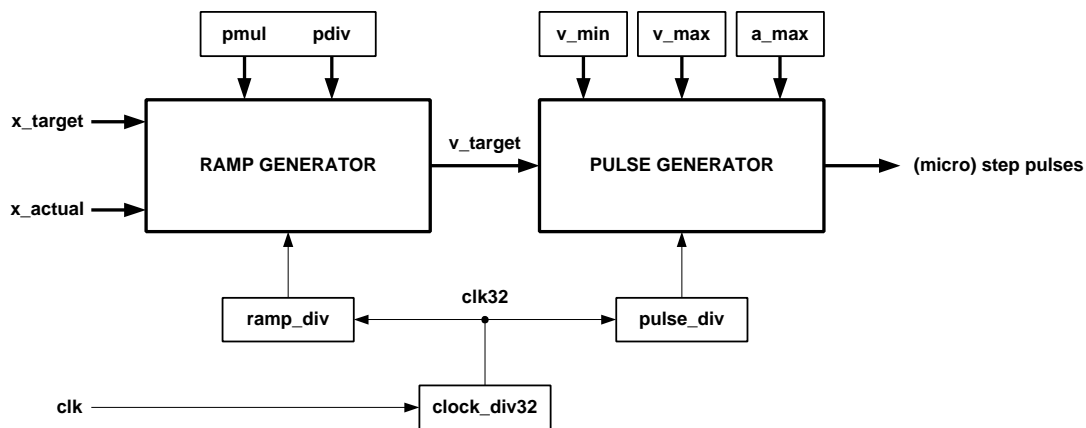 pmul pdiv
v_min
v_max
a_max
x_target
v_target
RAMP GENERATOR
PULSE GENERATOR
(micro) step pulses
x_actual
clk32
ramp_div
pulse_div
clk
clock_div32